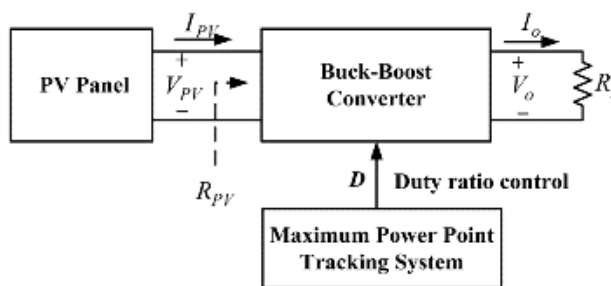 I_PV
I_o
PV Panel
+
V_PV
−
Buck-Boost
Converter
+
V_o
−
R_PV
D
Duty ratio control
Maximum Power Point
Tracking System